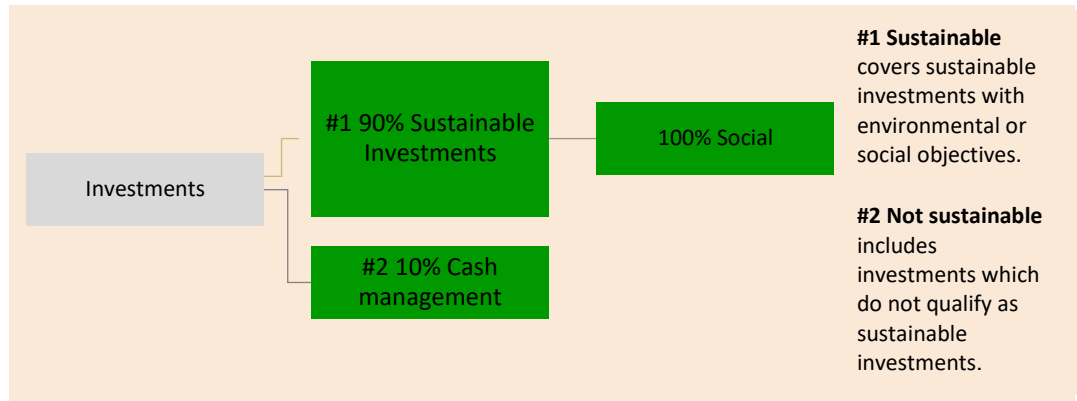 Investments
#1 90% Sustainable
Investments
100% Social
#2 10% Cash
management
#1 Sustainable
covers sustainable
investments with
environmental or
social objectives.
#2 Not sustainable
includes
investments which
do not qualify as
sustainable
investments.